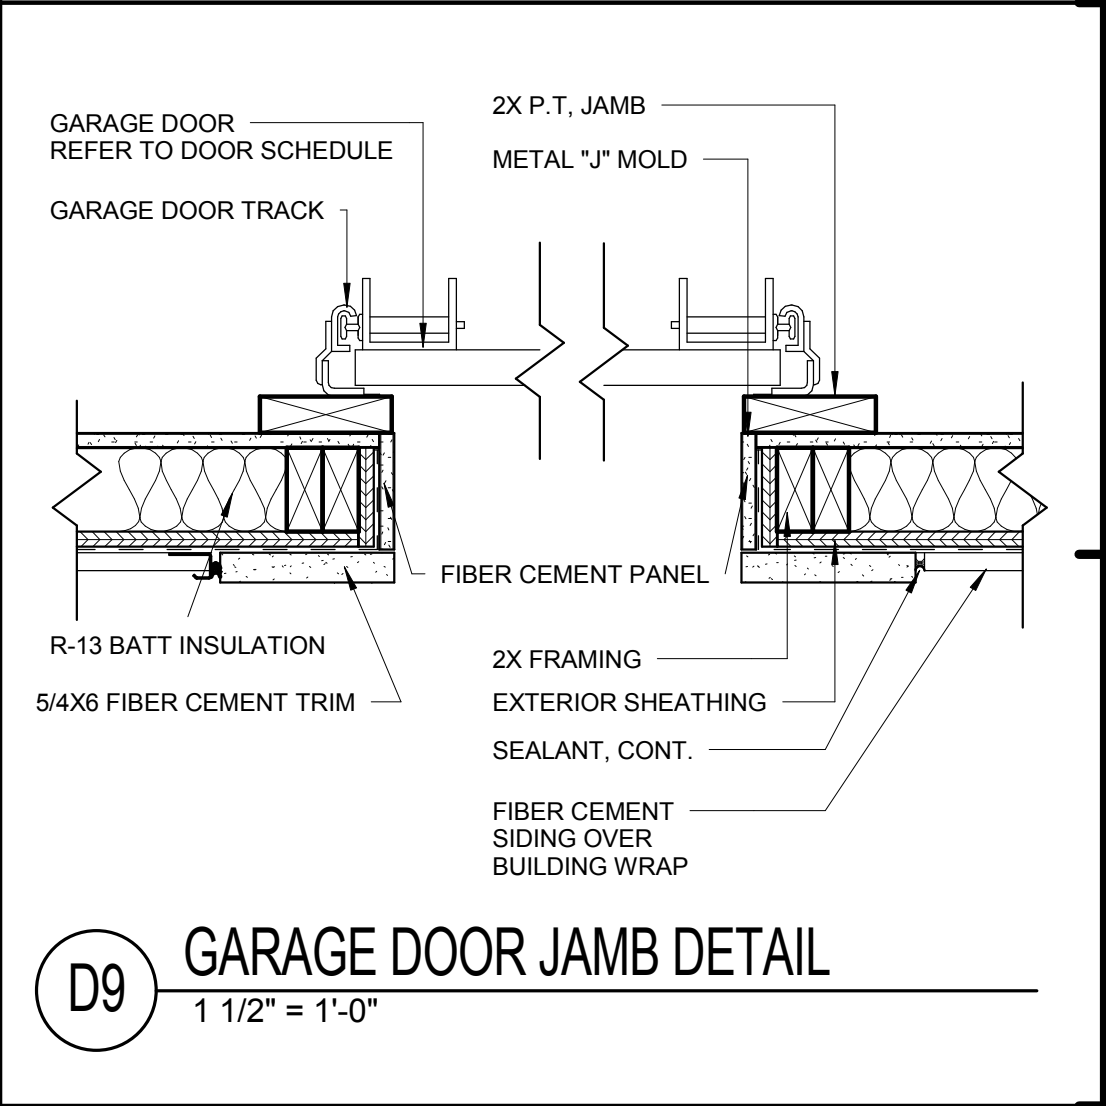 GARAGE DOOR
REFER TO DOOR SCHEDULE
GARAGE DOOR TRACK
2X P.T, JAMB
METAL "J" MOLD
FIBER CEMENT PANEL
R-13 BATT INSULATION
5/4X6 FIBER CEMENT TRIM
2X FRAMING
EXTERIOR SHEATHING
SEALANT, CONT.
FIBER CEMENT
SIDING OVER
BUILDING WRAP
D9
GARAGE DOOR JAMB DETAIL
1 1/2" = 1'-0"